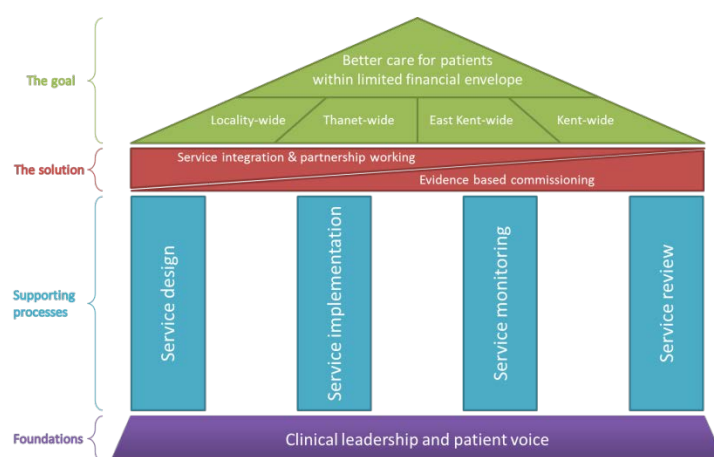 Better care for patients
within limited financial envelope
The goal
Locality-wide
Thanet-wide
East Kent-wide
Kent-wide
The solution
Service integration & partnership working
Evidence based commissioning
Supporting
processes
Service design
Service implementation
Service monitoring
Service review
Foundations
Clinical leadership and patient voice